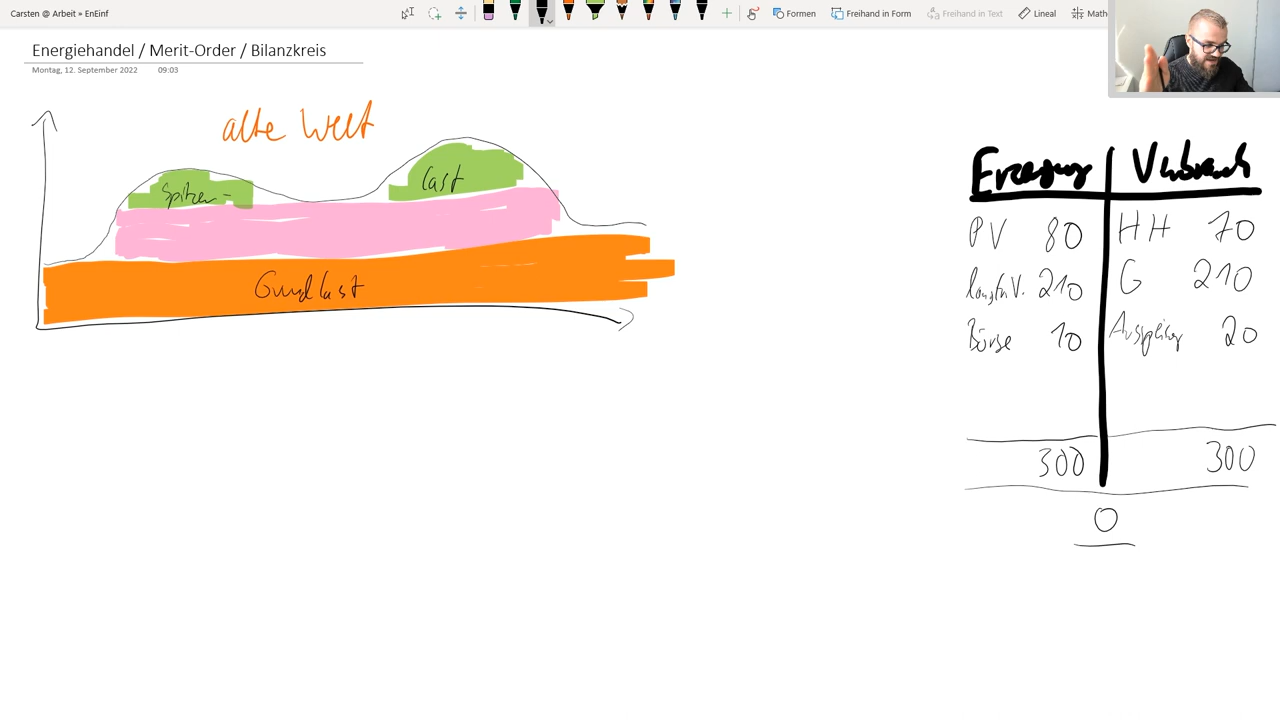 Carsten @ Arbeit » EnEinf
Formen
Freihand in Form
Freihand in Text
Lineal
Math
Energiehandel / Merit-Order / Bilanzkreis
Montag, 12. September 2022 09:03
alte Welt
Spitzen-
Last
Grundlast
Erzeugung Verbrauch
PV 80 HH 70
langfr. V. 210 G 210
Börse 10 Ausspeisung 20
300 300
0